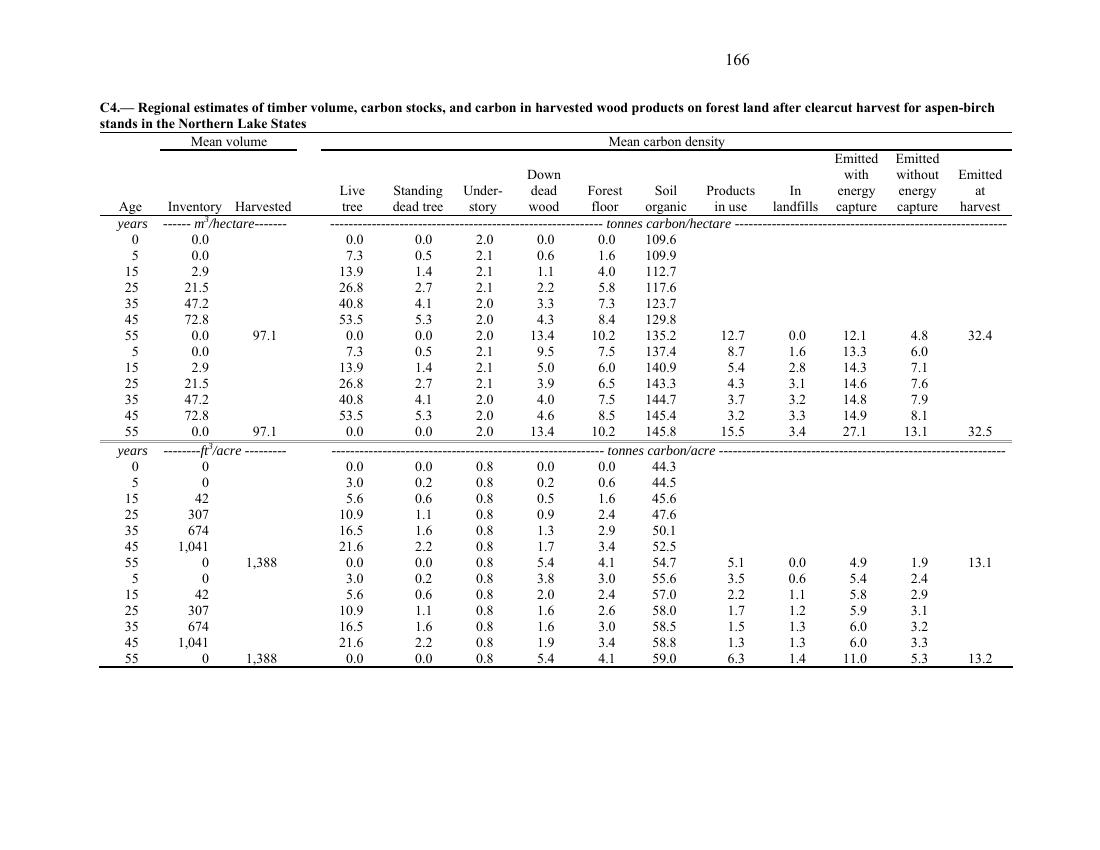 166
C4.— Regional estimates of timber volume, carbon stocks, and carbon in harvested wood products on forest land after clearcut harvest for aspen-birch
stands in the Northern Lake States
Mean volume Mean carbon density
Age Inventory Harvested Live tree Standing dead tree Under- story Down dead wood Forest floor Soil organic Products in use In landfills Emitted with energy capture Emitted without energy capture Emitted at harvest
years ------ m³/hectare------- ---------- tonnes carbon/hectare ----------
0 0.0 0.0 0.0 2.0 0.0 0.0 109.6
5 0.0 7.3 0.5 2.1 0.6 1.6 109.9
15 2.9 13.9 1.4 2.1 1.1 4.0 112.7
25 21.5 26.8 2.7 2.1 2.2 5.8 117.6
35 47.2 40.8 4.1 2.0 3.3 7.3 123.7
45 72.8 53.5 5.3 2.0 4.3 8.4 129.8
55 0.0 97.1 0.0 0.0 2.0 13.4 10.2 135.2 12.7 0.0 12.1 4.8 32.4
5 0.0 7.3 0.5 2.1 9.5 7.5 137.4 8.7 1.6 13.3 6.0
15 2.9 13.9 1.4 2.1 5.0 6.0 140.9 5.4 2.8 14.3 7.1
25 21.5 26.8 2.7 2.1 3.9 6.5 143.3 4.3 3.1 14.6 7.6
35 47.2 40.8 4.1 2.0 4.0 7.5 144.7 3.7 3.2 14.8 7.9
45 72.8 53.5 5.3 2.0 4.6 8.5 145.4 3.2 3.3 14.9 8.1
55 0.0 97.1 0.0 0.0 2.0 13.4 10.2 145.8 15.5 3.4 27.1 13.1 32.5
years --------ft³/acre --------- ---------- tonnes carbon/acre ----------
0 0 0.0 0.0 0.8 0.0 0.0 44.3
5 0 3.0 0.2 0.8 0.2 0.6 44.5
15 42 5.6 0.6 0.8 0.5 1.6 45.6
25 307 10.9 1.1 0.8 0.9 2.4 47.6
35 674 16.5 1.6 0.8 1.3 2.9 50.1
45 1,041 21.6 2.2 0.8 1.7 3.4 52.5
55 0 1,388 0.0 0.0 0.8 5.4 4.1 54.7 5.1 0.0 4.9 1.9 13.1
5 0 3.0 0.2 0.8 3.8 3.0 55.6 3.5 0.6 5.4 2.4
15 42 5.6 0.6 0.8 2.0 2.4 57.0 2.2 1.1 5.8 2.9
25 307 10.9 1.1 0.8 1.6 2.6 58.0 1.7 1.2 5.9 3.1
35 674 16.5 1.6 0.8 1.6 3.0 58.5 1.5 1.3 6.0 3.2
45 1,041 21.6 2.2 0.8 1.9 3.4 58.8 1.3 1.3 6.0 3.3
55 0 1,388 0.0 0.0 0.8 5.4 4.1 59.0 6.3 1.4 11.0 5.3 13.2